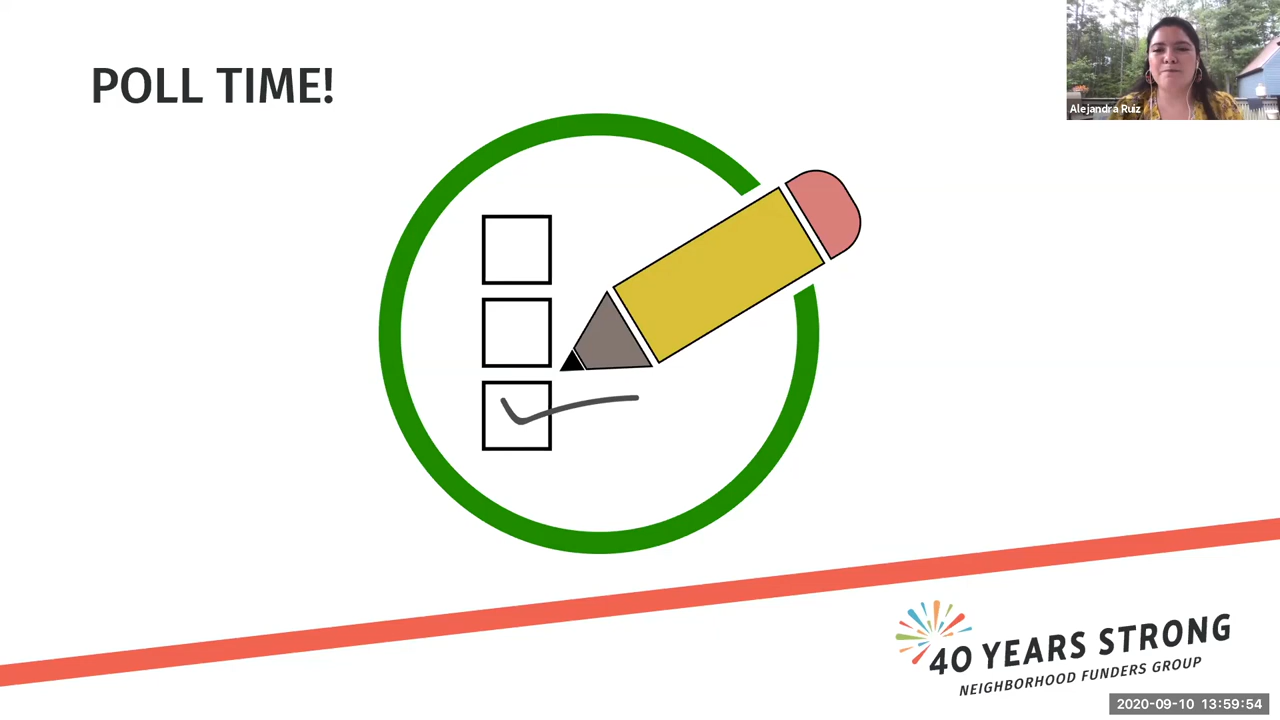 POLL TIME!
Alejandra Ruiz
40 YEARS STRONG
NEIGHBORHOOD FUNDERS GROUP
2020-09-10 13:59:54